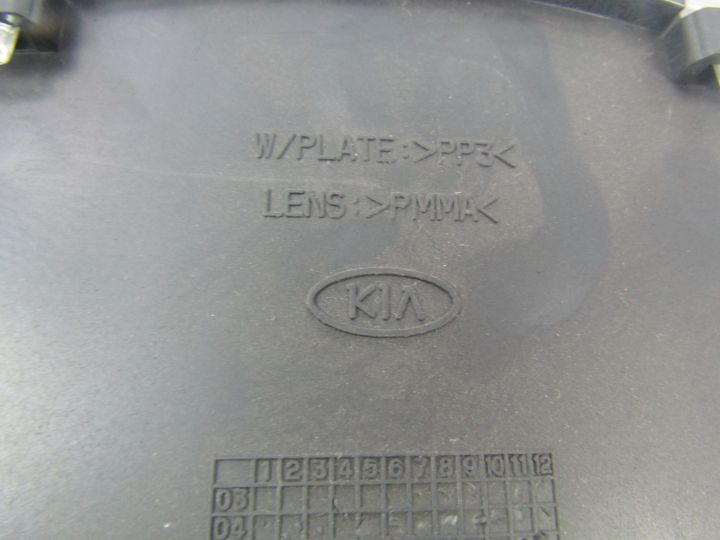 W/PLATE:>PP3<
LENS:>PMMA<
KIA
1 2 3 4 5 6 7 8 9 10 11 12
03
04